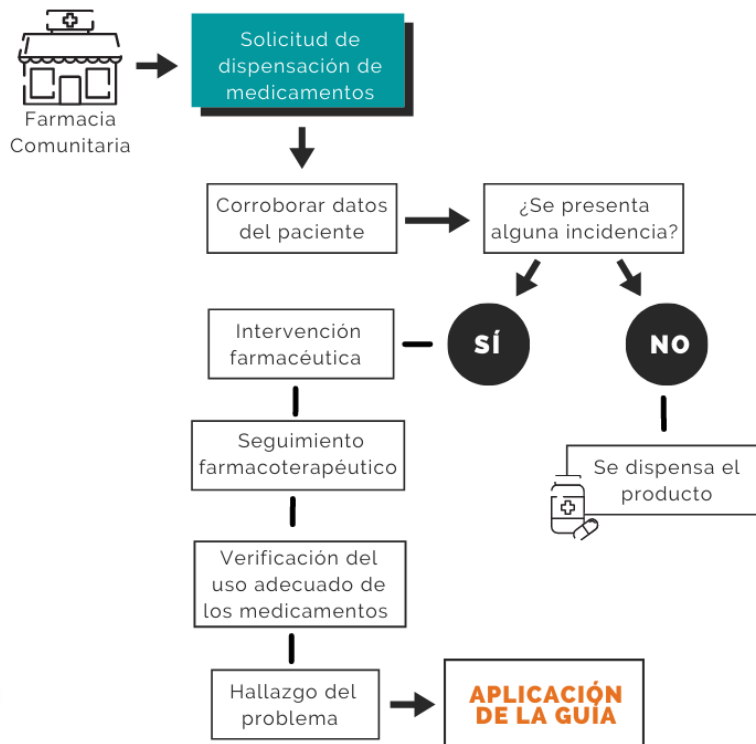 Farmacia
Comunitaria
Solicitud de
dispensación de
medicamentos
Corroborar datos
del paciente
¿Se presenta
alguna incidencia?
SÍ
NO
Intervención
farmacéutica
Se dispensa el
producto
Seguimiento
farmacoterapéutico
Verificación del
uso adecuado de
los medicamentos
Hallazgo del
problema
APLICACIÓN
DE LA GUÍA